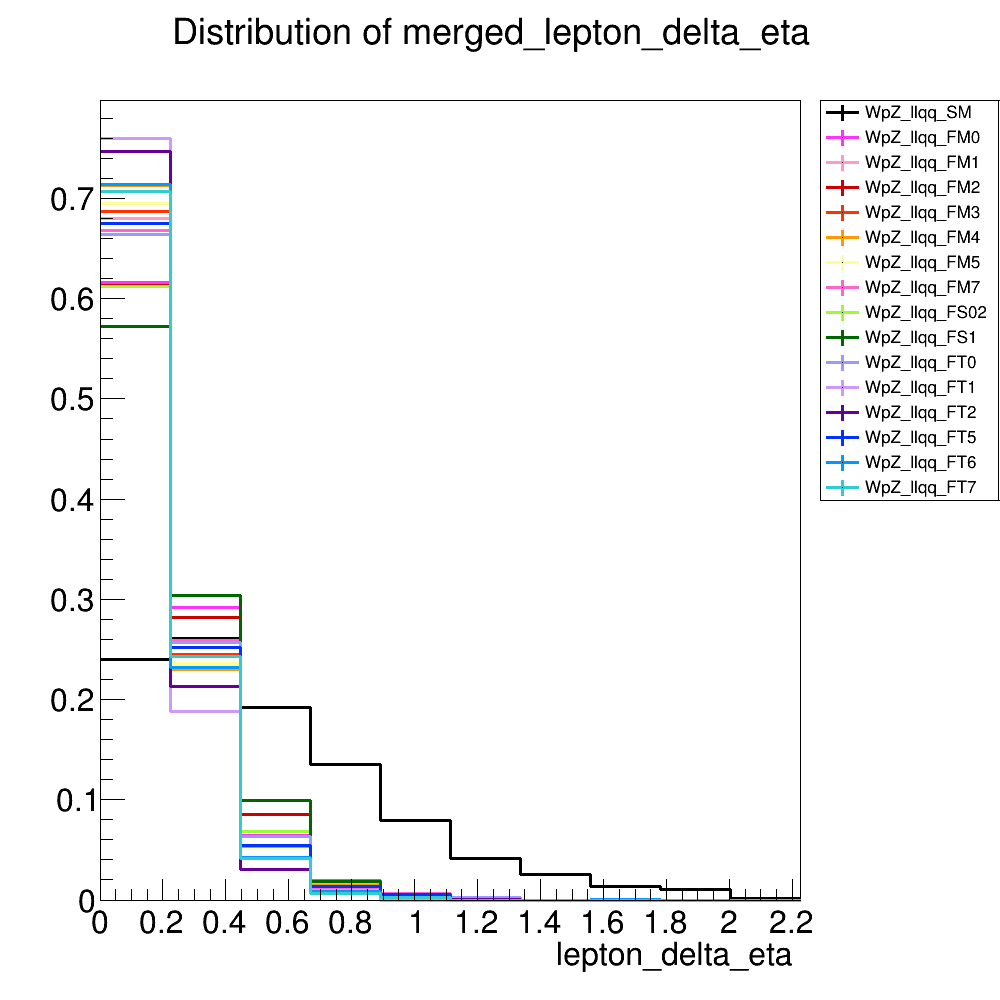 Distribution of merged_lepton_delta_eta
WpZ_llqq_SM
WpZ_llqq_FM0
WpZ_llqq_FM1
WpZ_llqq_FM2
WpZ_llqq_FM3
WpZ_llqq_FM4
WpZ_llqq_FM5
WpZ_llqq_FM7
WpZ_llqq_FS02
WpZ_llqq_FS1
WpZ_llqq_FT0
WpZ_llqq_FT1
WpZ_llqq_FT2
WpZ_llqq_FT5
WpZ_llqq_FT6
WpZ_llqq_FT7
0.7
0.6
0.5
0.4
0.3
0.2
0.1
0
0 0.2 0.4 0.6 0.8 1 1.2 1.4 1.6 1.8 2 2.2
lepton_delta_eta